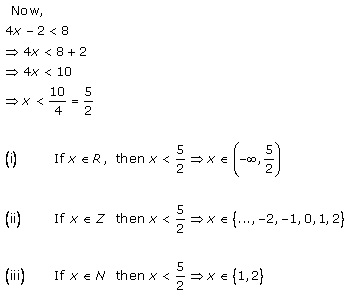 Now,
4x − 2 < 8
⇒ 4x < 8 + 2
⇒ 4x < 10
⇒ x < 10/4 = 5/2
(i) If x ∈ R, then x < 5/2 ⇒ x ∈ (−∞, 5/2)
(ii) If x ∈ Z then x < 5/2 ⇒ x ∈ {..., −2, −1, 0, 1, 2}
(iii) If x ∈ N then x < 5/2 ⇒ x ∈ {1, 2}